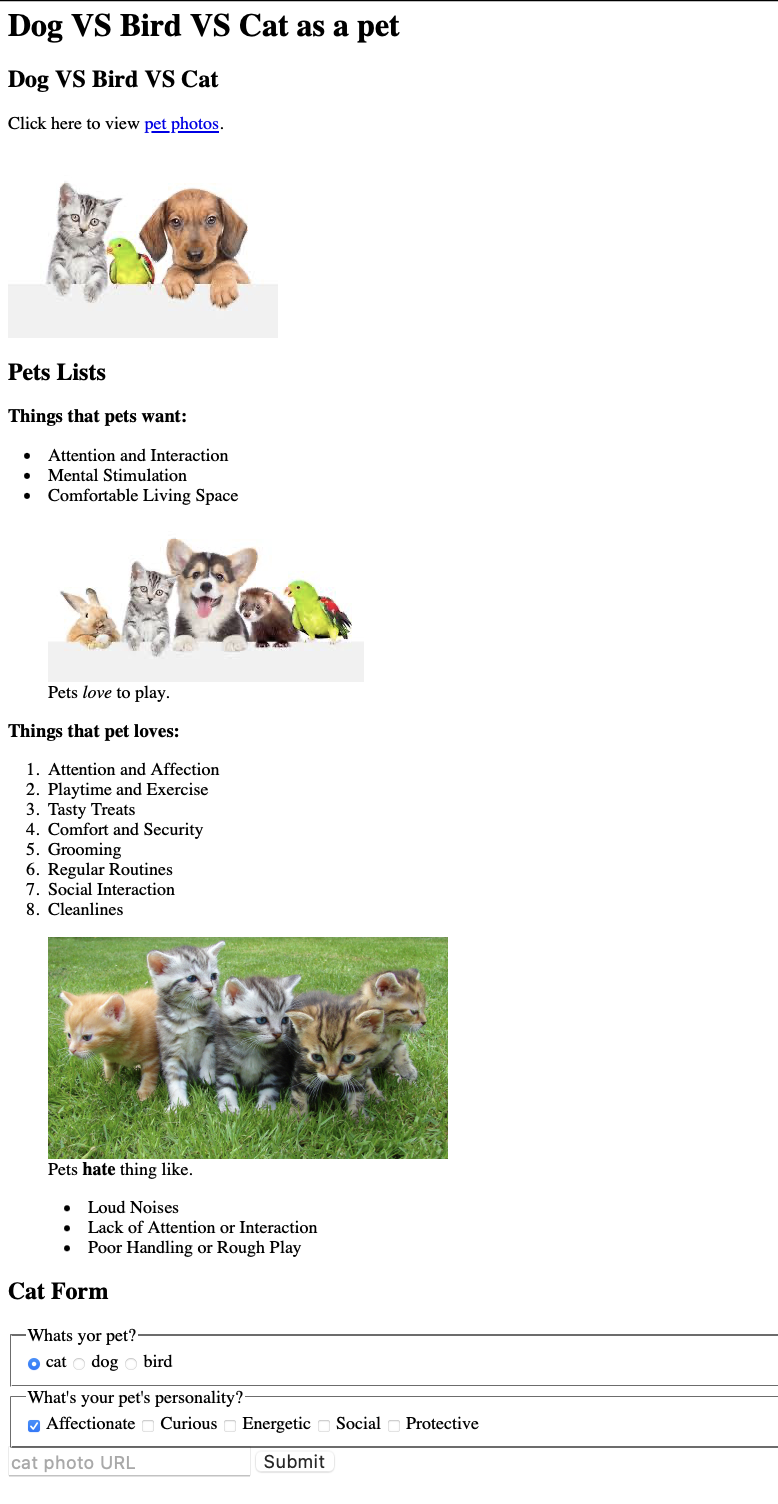 Dog VS Bird VS Cat as a pet
Dog VS Bird VS Cat
Click here to view pet photos.
Pets Lists
Things that pets want:
• Attention and Interaction
• Mental Stimulation
• Comfortable Living Space
Pets love to play.
Things that pet loves:
1. Attention and Affection
2. Playtime and Exercise
3. Tasty Treats
4. Comfort and Security
5. Grooming
6. Regular Routines
7. Social Interaction
8. Cleanlines
Pets hate thing like.
• Loud Noises
• Lack of Attention or Interaction
• Poor Handling or Rough Play
Cat Form
Whats yor pet?
cat dog bird
What's your pet's personality?
Affectionate Curious Energetic Social Protective
cat photo URL Submit